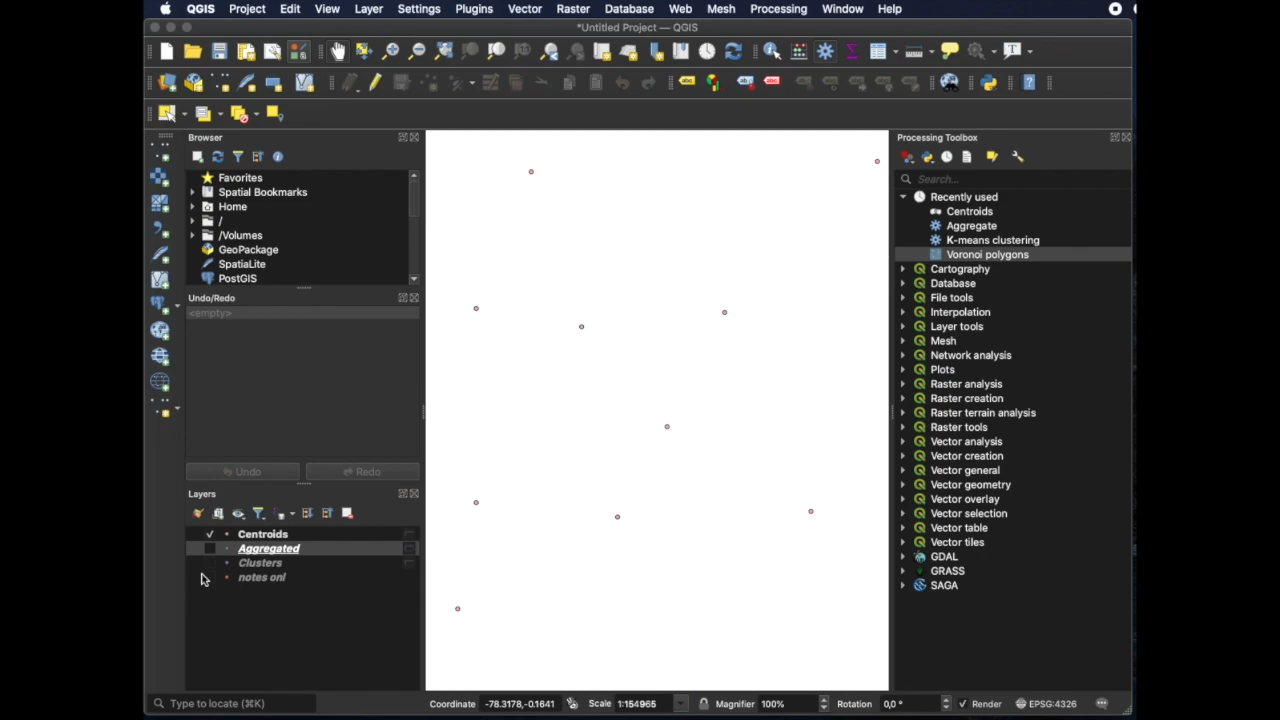 QGIS Project Edit View Layer Settings Plugins Vector Raster Database Web Mesh Processing Window Help
*Untitled Project — QGIS
Browser
Favorites
Spatial Bookmarks
Home
/
/Volumes
GeoPackage
SpatiaLite
PostGIS
Undo/Redo
<empty>
Undo Redo
Layers
Centroids
Aggregated
Clusters
notes onl
Processing Toolbox
Search...
Recently used
Centroids
Aggregate
K-means clustering
Voronoi polygons
Cartography
Database
File tools
Interpolation
Layer tools
Mesh
Network analysis
Plots
Raster analysis
Raster creation
Raster terrain analysis
Raster tools
Vector analysis
Vector creation
Vector general
Vector geometry
Vector overlay
Vector selection
Vector table
Vector tiles
GDAL
GRASS
SAGA
Type to locate (⌘K) Coordinate -78.3178,-0.1641 Scale 1:154965 Magnifier 100% Rotation 0,0 ° Render EPSG:4326